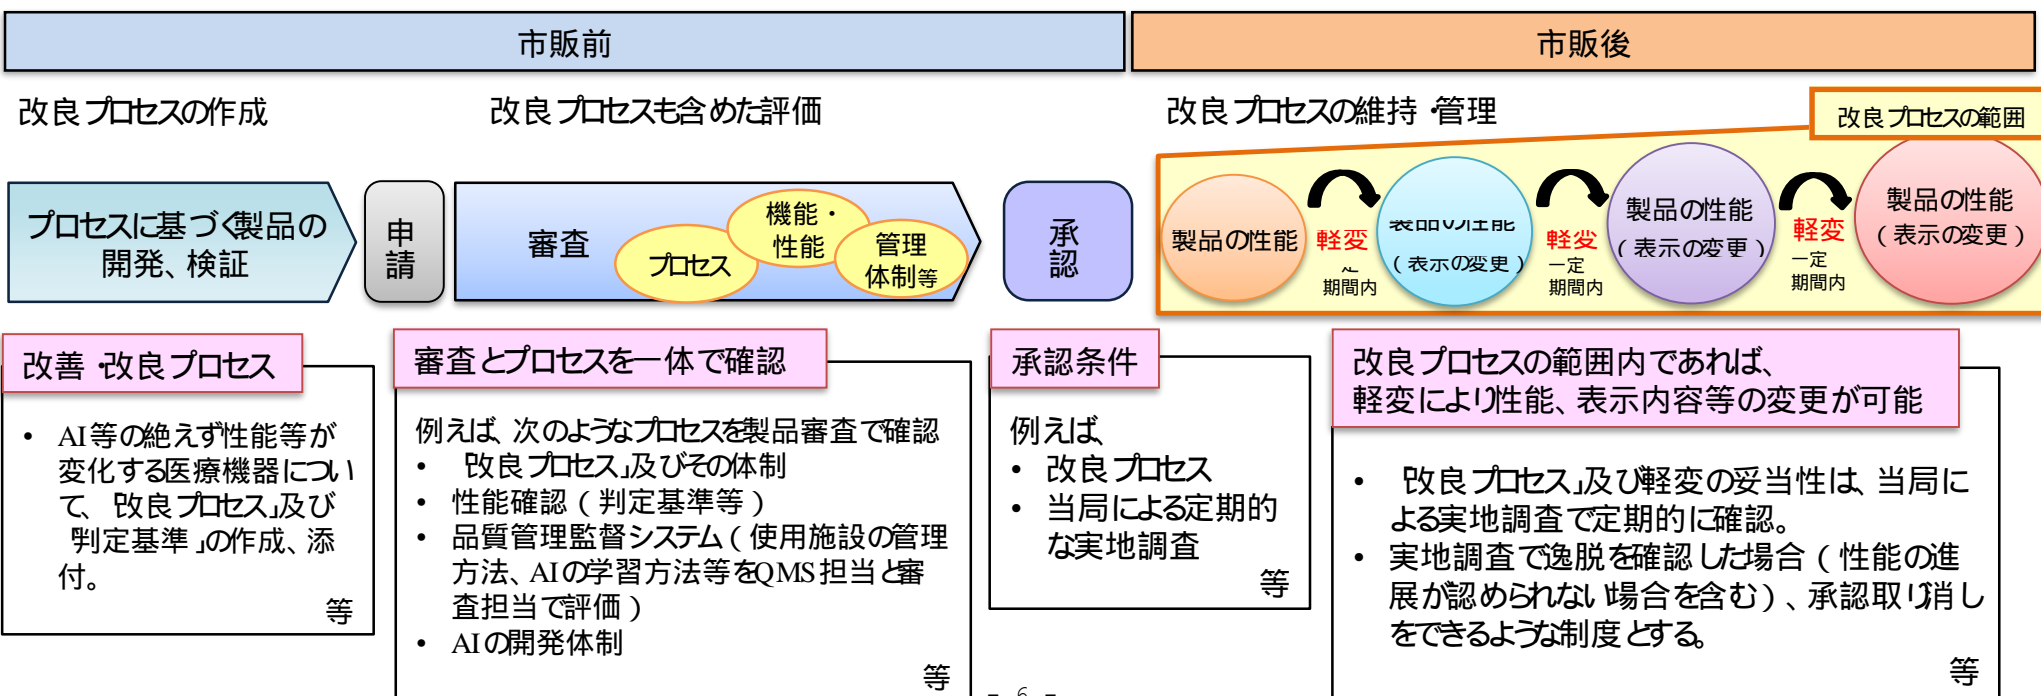 市販前
市販後
改良プロセスの作成
改良プロセスも含めた評価
改良プロセスの維持・管理
改良プロセスの範囲
プロセスに基づく製品の
開発、検証
申
請
審査
プロセス
機能・
性能
管理
体制等
承
認
製品の性能
軽変
期間内
製品の性能
(表示の変更)
軽変
一定
期間内
製品の性能
(表示の変更)
軽変
一定
期間内
製品の性能
(表示の変更)
改善・改良プロセス
• AI等の絶えず性能等が
変化する医療機器につい
て、「改良プロセス」及び
「判定基準」の作成、添
付。
等
審査とプロセスを一体で確認
例えば、次のようなプロセスを製品審査で確認
• 「改良プロセス」及びその体制
• 性能確認(判定基準等)
• 品質管理監督システム(使用施設の管理
方法、AIの学習方法等をQMS担当と審
査担当で評価)
• AIの開発体制
等
承認条件
例えば、
• 改良プロセス
• 当局による定期的
な実地調査
等
改良プロセスの範囲内であれば、
軽変により性能、表示内容等の変更が可能
• 「改良プロセス」及び軽変の妥当性は、当局に
よる実地調査で定期的に確認。
• 実地調査で逸脱を確認した場合(性能の進
展が認められない場合を含む)、承認取り消し
をできるような制度とする。
等
- 6 -